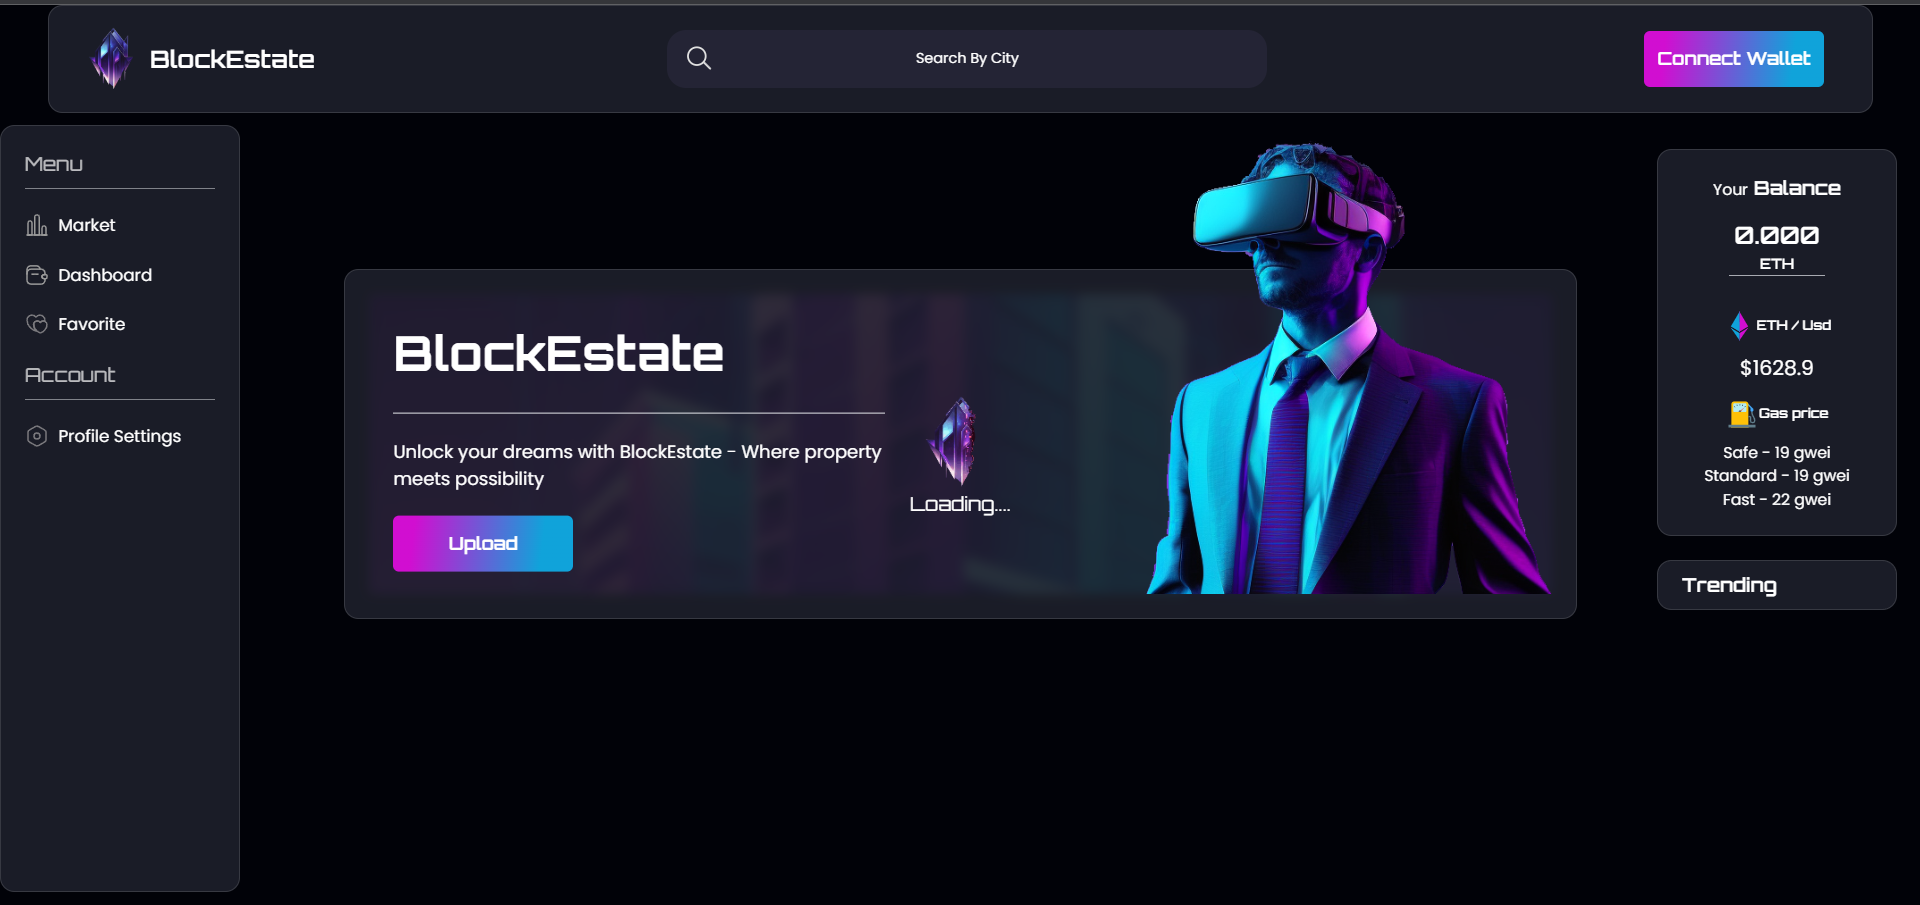 BlockEstate
Search By City
Connect Wallet
Menu
Market
Dashboard
Favorite
Account
Profile Settings
BlockEstate
Unlock your dreams with BlockEstate - Where property
meets possibility
Upload
Loading....
Your Balance
0.000
ETH
ETH / Usd
$1628.9
Gas price
Safe - 19 gwei
Standard - 19 gwei
Fast - 22 gwei
Trending